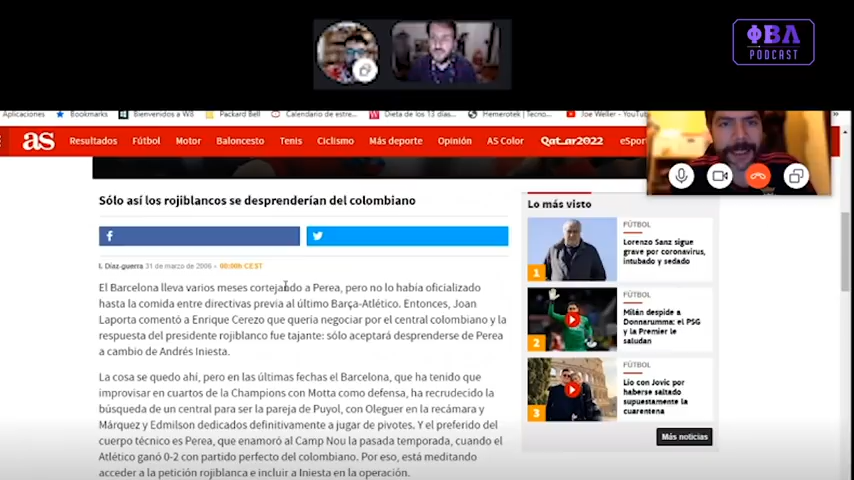 ΦBΛ
PODCAST
Aplicaciones Bookmarks Bienvenidos a W8 Packard Bell Calendario de estre... Dieta de los 13 días... Hemerotek | Tecno... Joe Weller - YouTu...
as Resultados Fútbol Motor Baloncesto Tenis Ciclismo Más deporte Opinión AS Color Qatar2022 eSport
Sólo así los rojiblancos se desprenderían del colombiano
I. Díaz-guerra 31 de marzo de 2006 - 00:00h CEST
El Barcelona lleva varios meses cortejando a Perea, pero no lo había oficializado
hasta la comida entre directivas previa al último Barça-Atlético. Entonces, Joan
Laporta comentó a Enrique Cerezo que quería negociar por el central colombiano y la
respuesta del presidente rojiblanco fue tajante: sólo aceptará desprenderse de Perea
a cambio de Andrés Iniesta.
La cosa se quedo ahí, pero en las últimas fechas el Barcelona, que ha tenido que
improvisar en cuartos de la Champions con Motta como defensa, ha recrudecido la
búsqueda de un central para ser la pareja de Puyol, con Oleguer en la recámara y
Márquez y Edmilson dedicados definitivamente a jugar de pivotes. Y el preferido del
cuerpo técnico es Perea, que enamoró al Camp Nou la pasada temporada, cuando el
Atlético ganó 0-2 con partido perfecto del colombiano. Por eso, está meditando
acceder a la petición rojiblanca e incluir a Iniesta en la operación.
Lo más visto
1
FÚTBOL
Lorenzo Sanz sigue
grave por coronavirus,
intubado y sedado
2
FÚTBOL
Milán despide a
Donnarumma: el PSG
y la Premier le
saludan
3
FÚTBOL
Lío con Jovic por
haberse saltado
supuestamente la
cuarentena
Más noticias